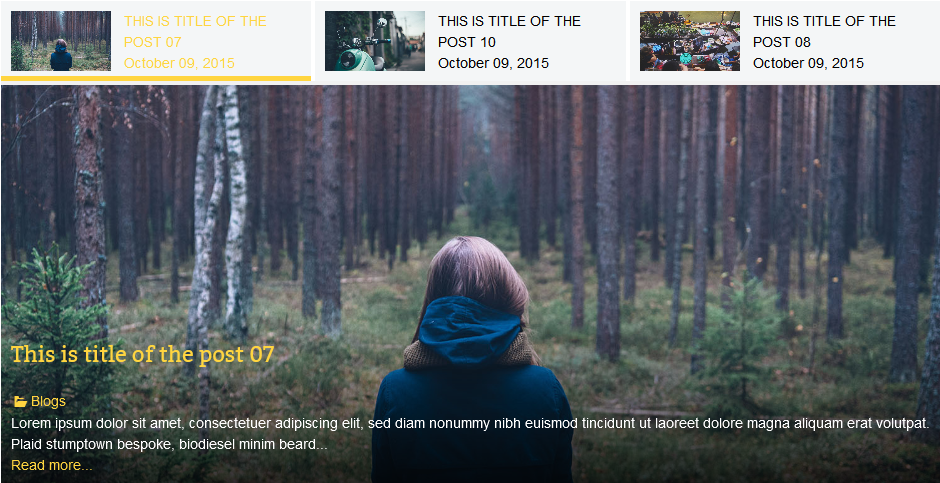 THIS IS TITLE OF THE
POST 07
October 09, 2015
THIS IS TITLE OF THE
POST 10
October 09, 2015
THIS IS TITLE OF THE
POST 08
October 09, 2015
This is title of the post 07
Blogs
Lorem ipsum dolor sit amet, consectetuer adipiscing elit, sed diam nonummy nibh euismod tincidunt ut laoreet dolore magna aliquam erat volutpat.
Plaid stumptown bespoke, biodiesel minim beard...
Read more...